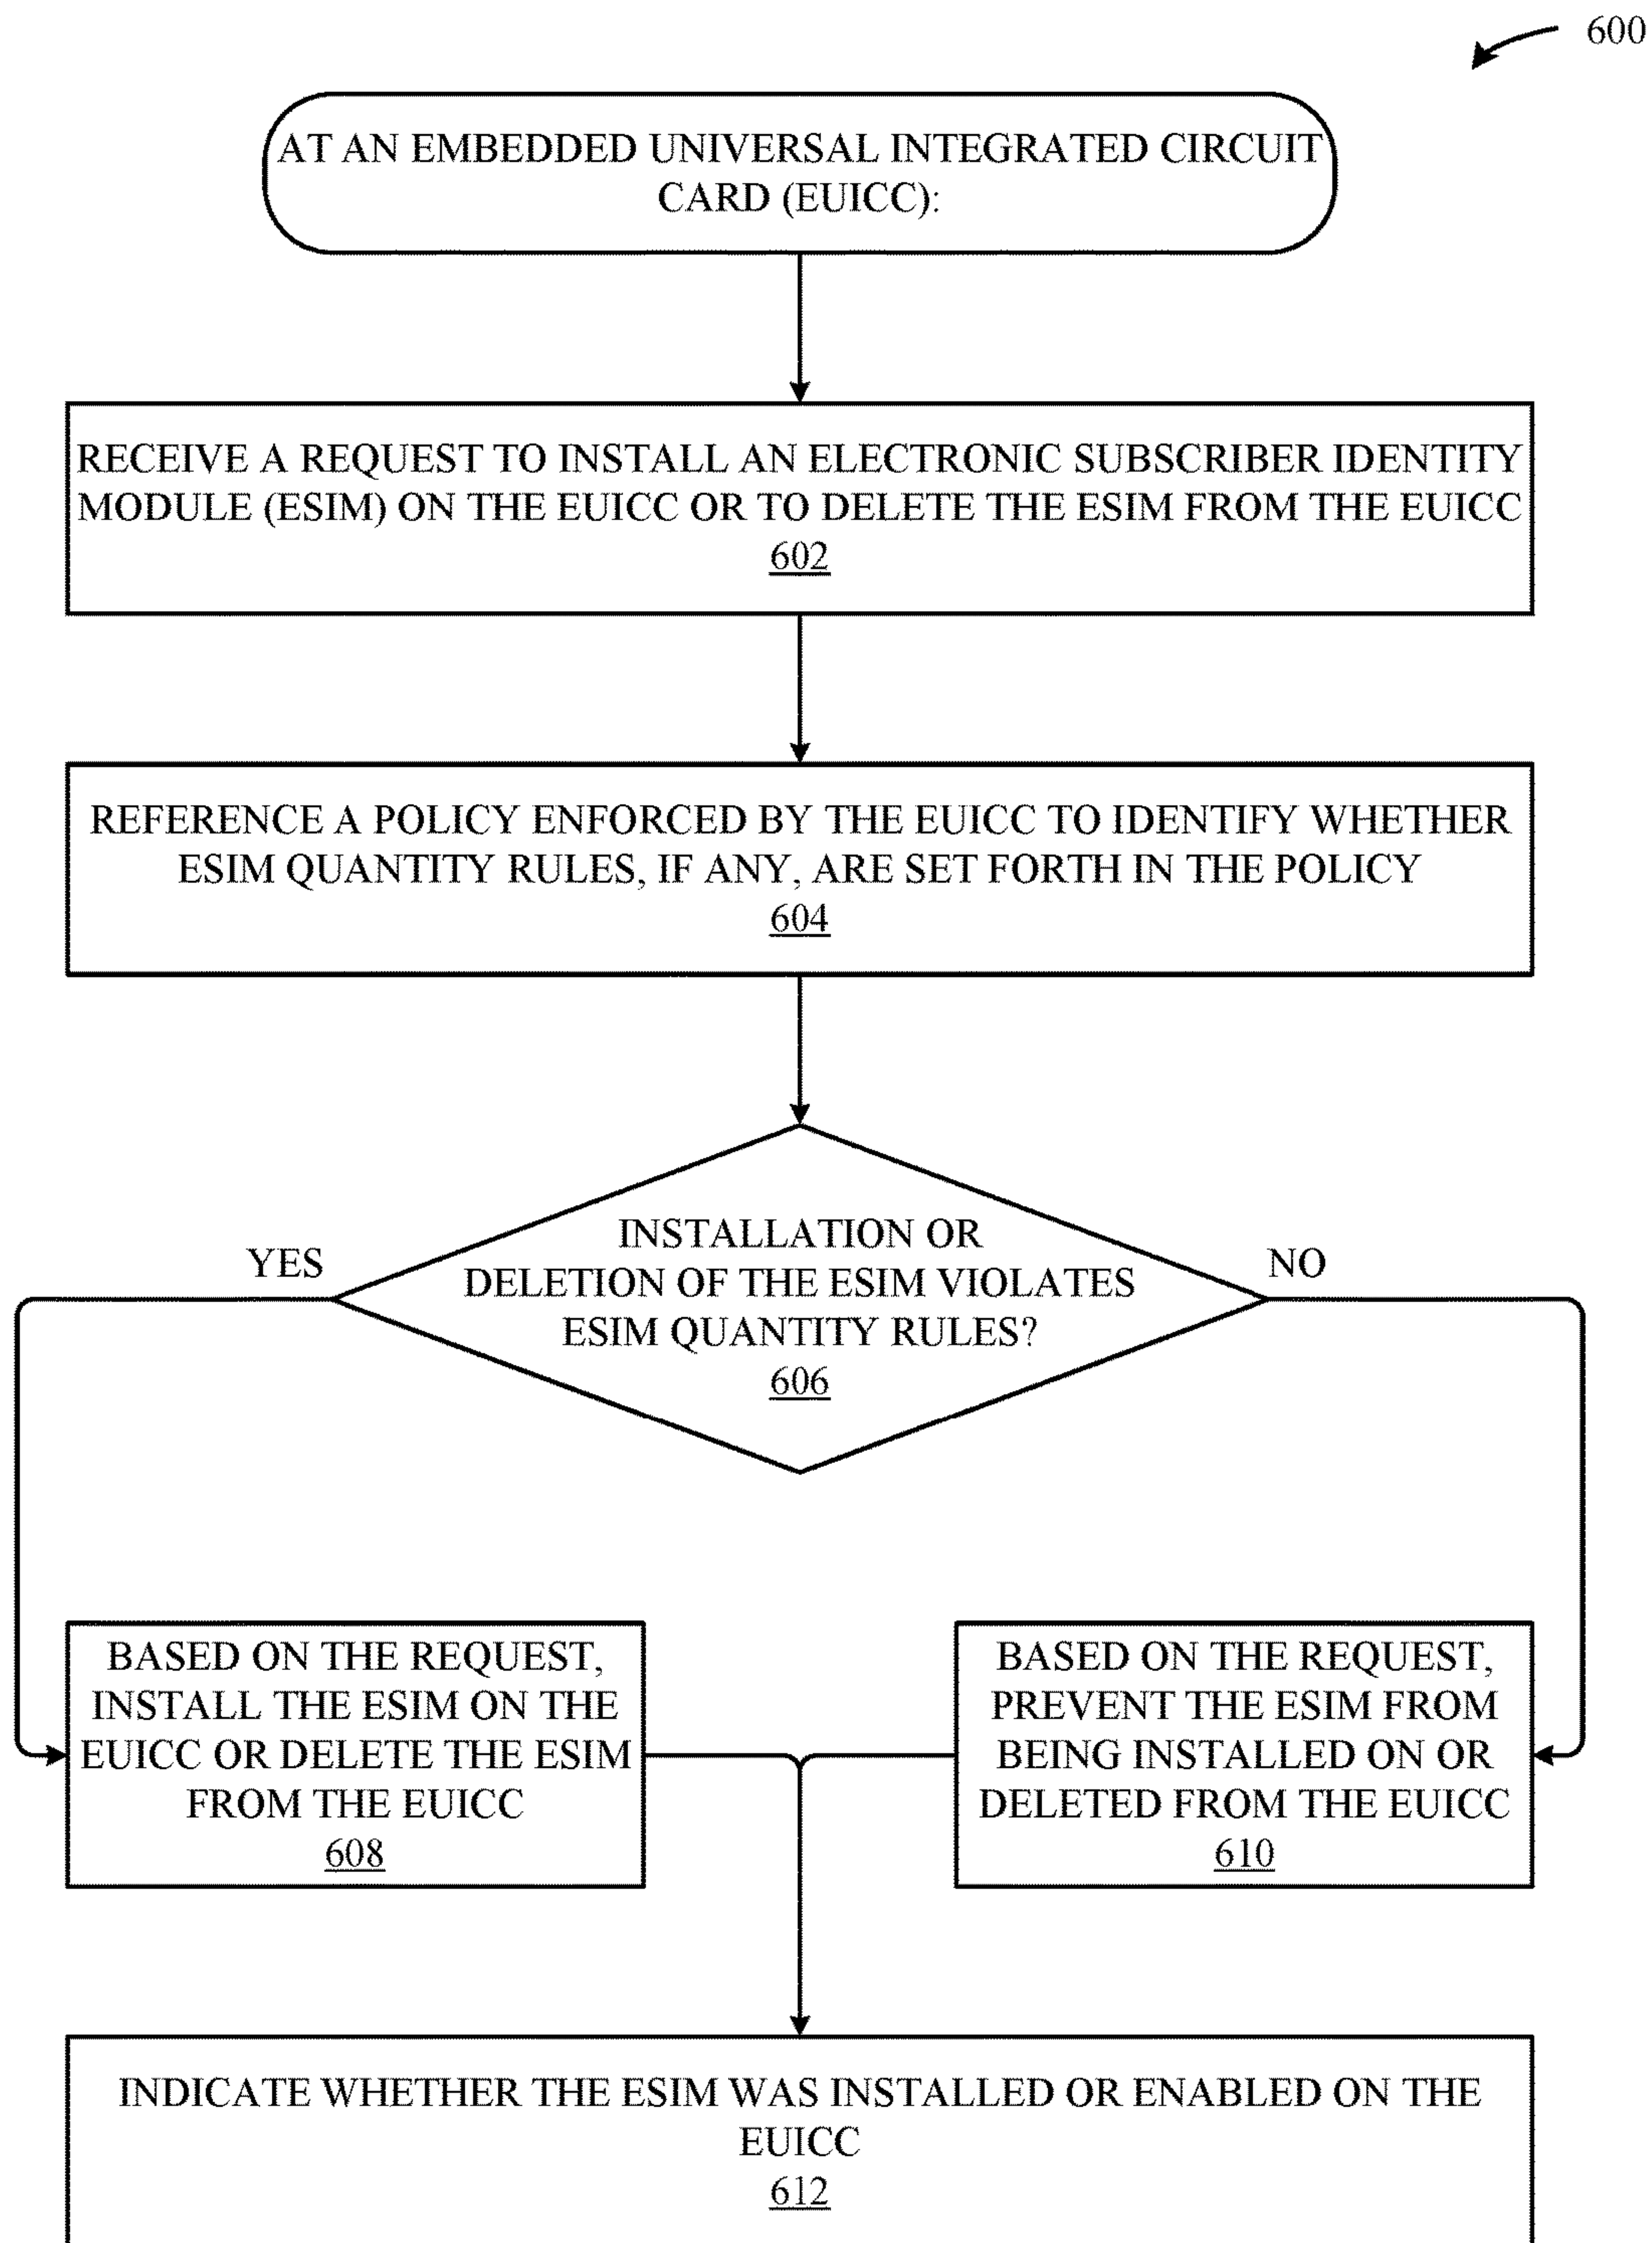 600
AT AN EMBEDDED UNIVERSAL INTEGRATED CIRCUIT
CARD (EUICC):
RECEIVE A REQUEST TO INSTALL AN ELECTRONIC SUBSCRIBER IDENTITY
MODULE (ESIM) ON THE EUICC OR TO DELETE THE ESIM FROM THE EUICC
602
REFERENCE A POLICY ENFORCED BY THE EUICC TO IDENTIFY WHETHER
ESIM QUANTITY RULES, IF ANY, ARE SET FORTH IN THE POLICY
604
INSTALLATION OR
DELETION OF THE ESIM VIOLATES
ESIM QUANTITY RULES?
606
YES
NO
BASED ON THE REQUEST,
INSTALL THE ESIM ON THE
EUICC OR DELETE THE ESIM
FROM THE EUICC
608
BASED ON THE REQUEST,
PREVENT THE ESIM FROM
BEING INSTALLED ON OR
DELETED FROM THE EUICC
610
INDICATE WHETHER THE ESIM WAS INSTALLED OR ENABLED ON THE
EUICC
612